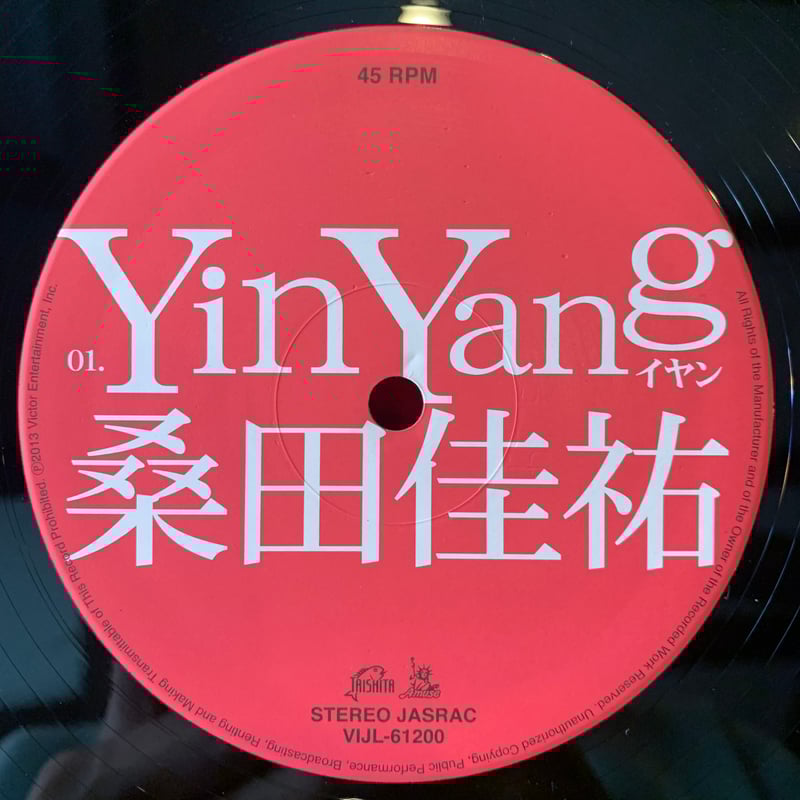 45 RPM
YinYang
01.
イヤン
桑田佳祐
TAISHITA
Amuse
STEREO JASRAC
VIJL-61200
All Rights of the Manufacturer and of the Owner of the Recorded Work Reserved. Unauthorized Copying, Public Performance, Broadcasting, Renting and Making Transmittable of This Record Prohibited. Ⓟ2013 Victor Entertainment, Inc.